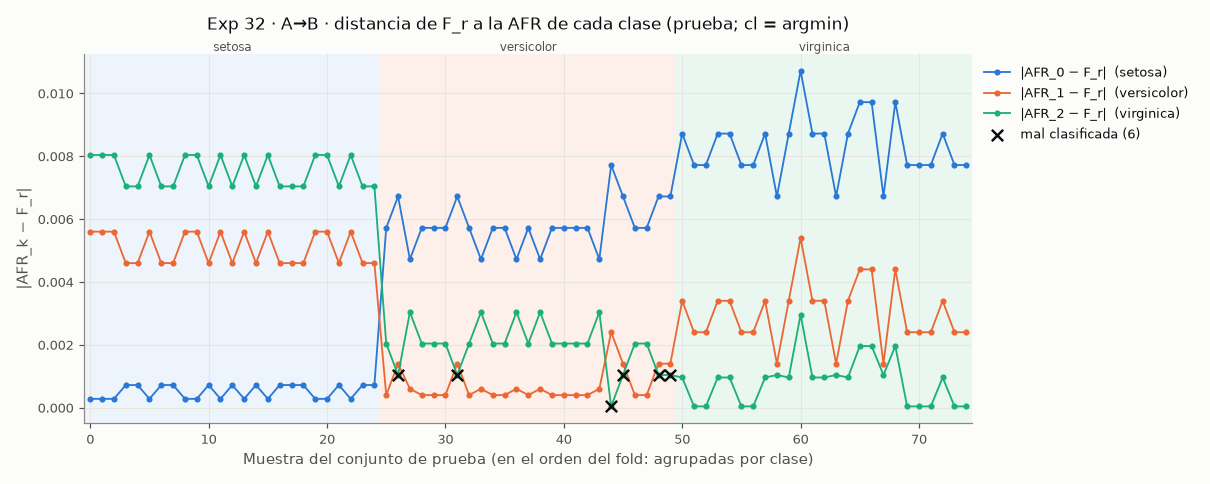 Exp 32 · A→B · distancia de F_r a la AFR de cada clase (prueba; cl = argmin)
setosa versicolor virginica
|AFR_0 − F_r| (setosa)
|AFR_1 − F_r| (versicolor)
|AFR_2 − F_r| (virginica)
mal clasificada (6)
|AFR_k − F_r|
0.010
0.008
0.006
0.004
0.002
0.000
0 10 20 30 40 50 60 70
Muestra del conjunto de prueba (en el orden del fold: agrupadas por clase)